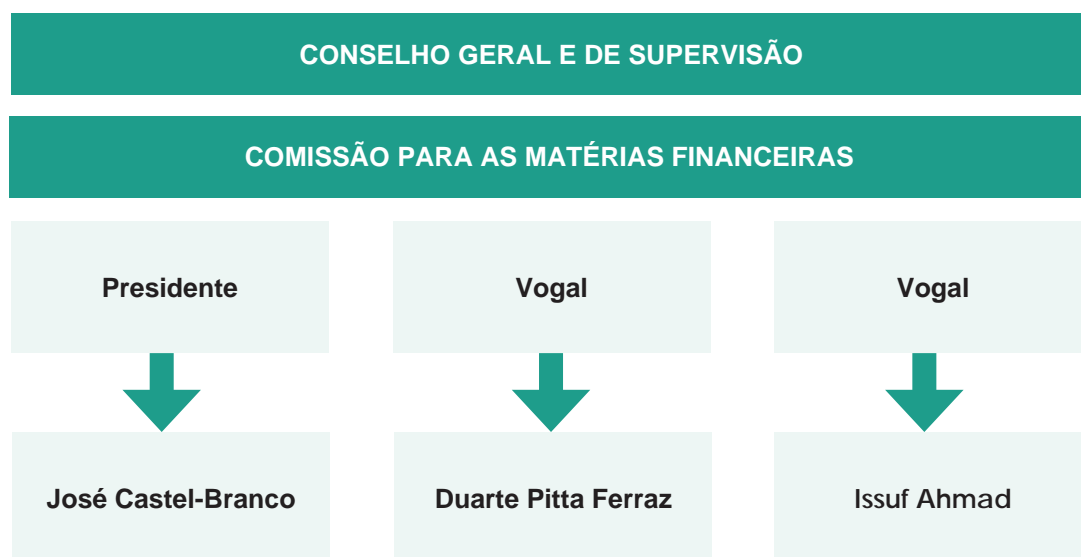 CONSELHO GERAL E DE SUPERVISÃO
COMISSÃO PARA AS MATÉRIAS FINANCEIRAS
Presidente
Vogal
Vogal
José Castel-Branco
Duarte Pitta Ferraz
Issuf Ahmad